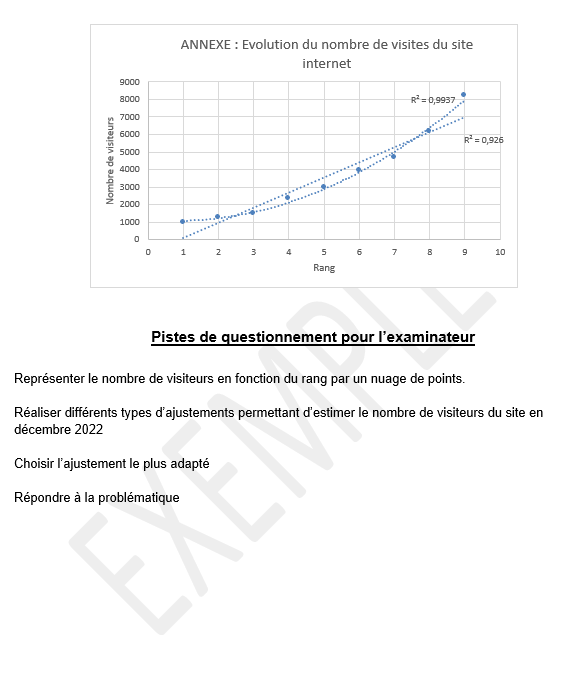 ANNEXE : Evolution du nombre de visites du site
internet
9000
8000
7000
6000
5000
4000
3000
2000
1000
0
Nombre de visiteurs
R² = 0,9937
R² = 0,926
0 1 2 3 4 5 6 7 8 9 10
Rang
Pistes de questionnement pour l'examinateur
Représenter le nombre de visiteurs en fonction du rang par un nuage de points.
Réaliser différents types d'ajustements permettant d'estimer le nombre de visiteurs du site en
décembre 2022
Choisir l'ajustement le plus adapté
Répondre à la problématique
EXEMPLE